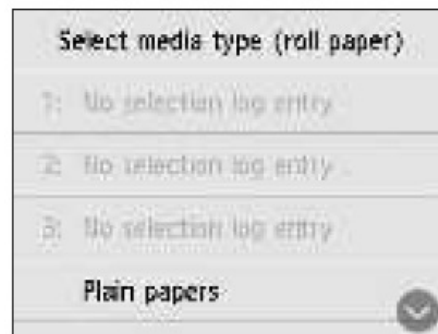 Select media type (roll paper)
1: No selection log entry
2: No selection log entry
3: No selection log entry
Plain papers